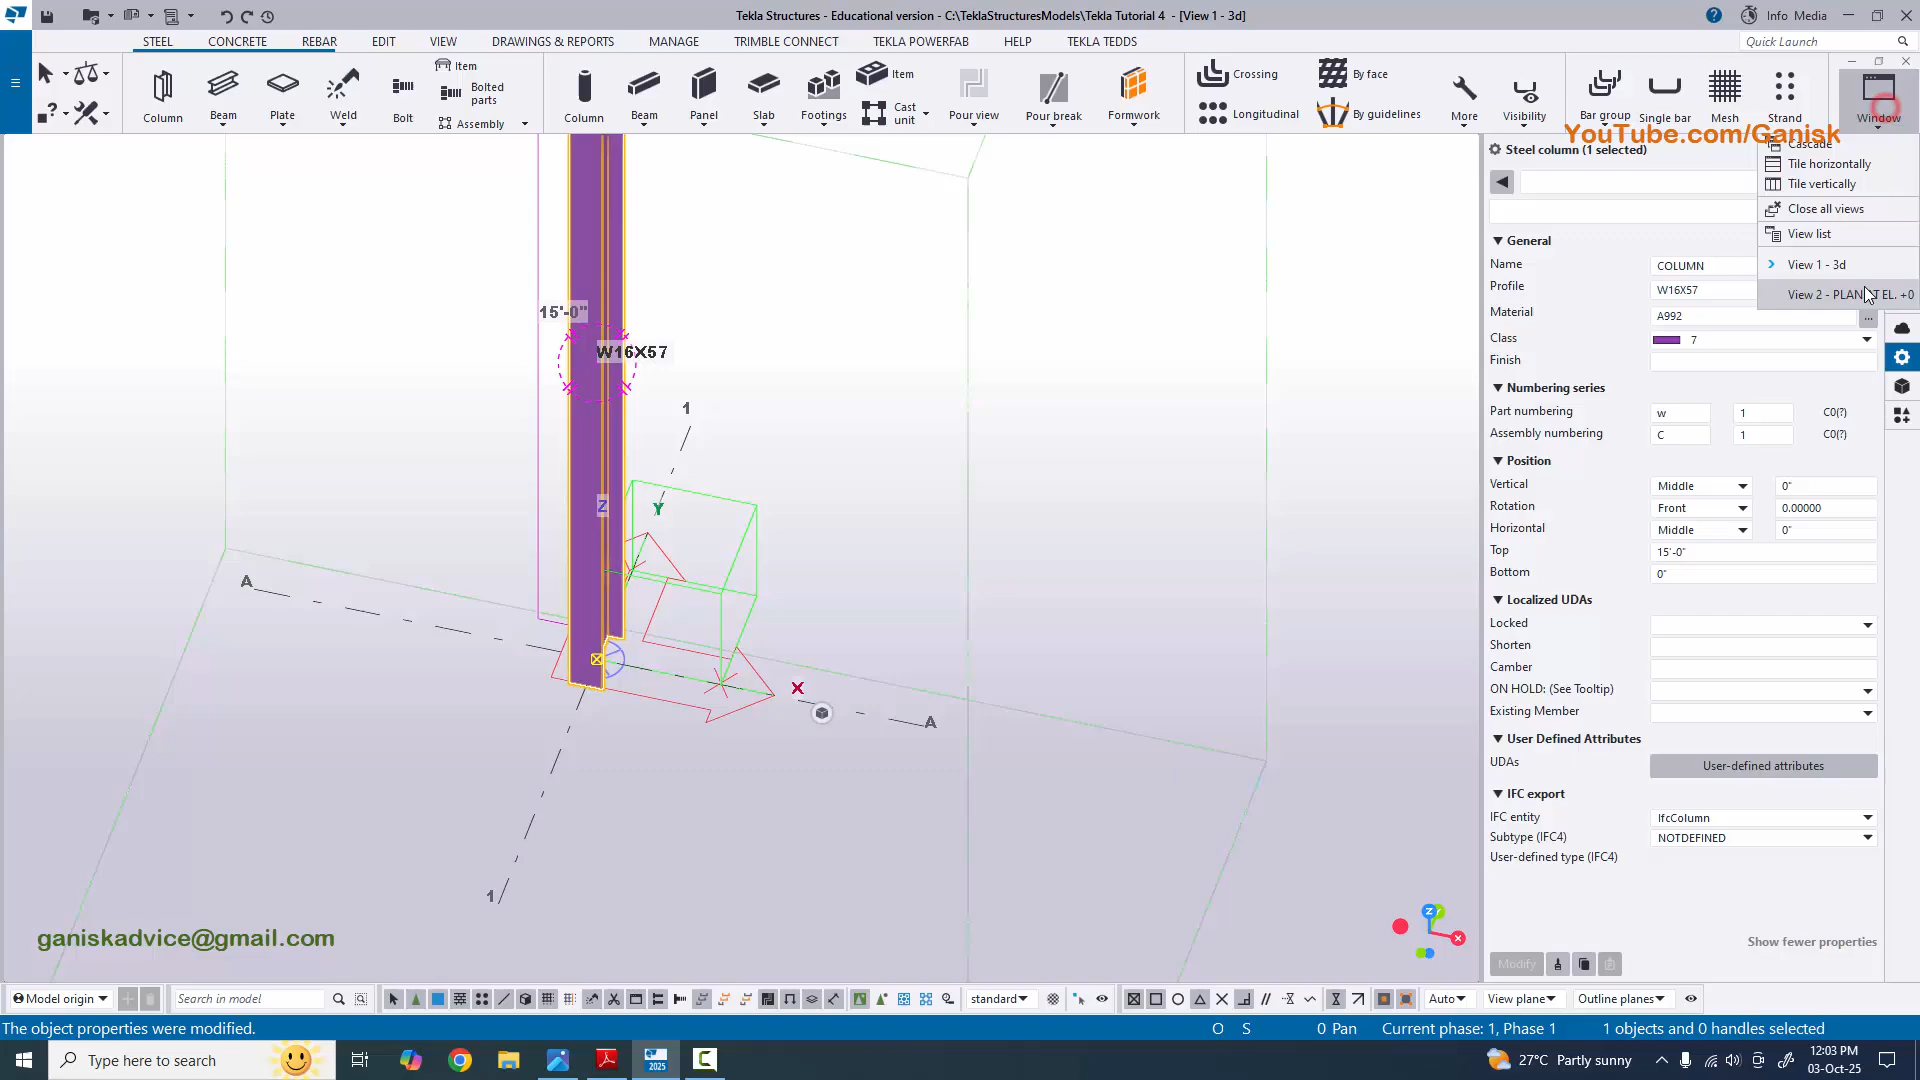 Tekla Structures - Educational version - C:\TeklaStructuresModels\Tekla Tutorial 4 - [View 1 - 3d]
Info Media
STEEL CONCRETE REBAR EDIT VIEW DRAWINGS & REPORTS MANAGE TRIMBLE CONNECT TEKLA POWERFAB HELP TEKLA TEDDS
Quick Launch
Column Beam Plate Weld Bolt
Item
Bolted parts
Assembly
Column Beam Panel Slab Footings
Item
Cast unit
Pour view Pour break Formwork
Crossing
Longitudinal
By face
By guidelines
More Visibility Bar group Single bar Mesh Strand Window
YouTube.com/Ganisk
Cascade
Tile horizontally
Tile vertically
Close all views
View list
View 1 - 3d
Steel column (1 selected)
General
Name COLUMN
Profile W16X57
Material A992
Class 7
Finish
Numbering series
Part numbering w 1 C0(?)
Assembly numbering C 1 C0(?)
Position
Vertical Middle 0"
Rotation Front 0.00000
Horizontal Middle 0"
Top 15'-0"
Bottom 0"
Localized UDAs
Locked
Shorten
Camber
ON HOLD: (See Tooltip)
Existing Member
User Defined Attributes
UDAs User-defined attributes
IFC export
IFC entity IfcColumn
Subtype (IFC4) NOTDEFINED
User-defined type (IFC4)
Show fewer properties
Modify
15'-0"
W16X57
1
Z
Y
A
X
A
1
Z
Y
X
ganiskadvice@gmail.com
Model origin Search in model standard Auto View plane Outline planes
The object properties were modified. O S 0 Pan Current phase: 1, Phase 1 1 objects and 0 handles selected
Type here to search
2025
27°C Partly sunny
12:03 PM
03-Oct-25